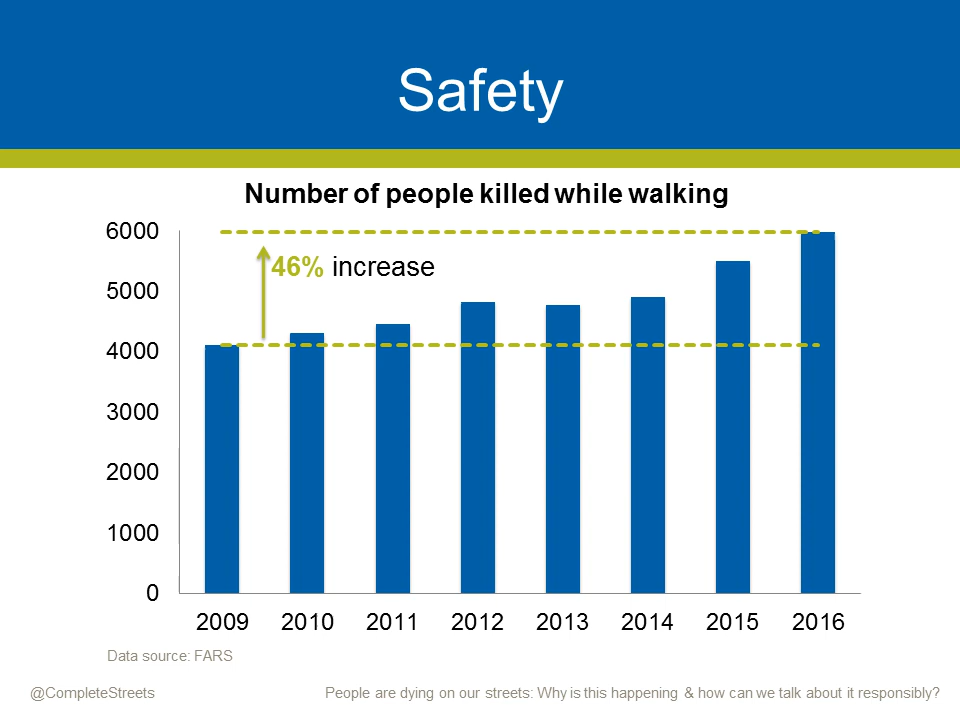 Safety
Number of people killed while walking
6000
46% increase
5000
4000
3000
2000
1000
0
2009 2010 2011 2012 2013 2014 2015 2016
Data source: FARS
@CompleteStreets People are dying on our streets: Why is this happening & how can we talk about it responsibly?